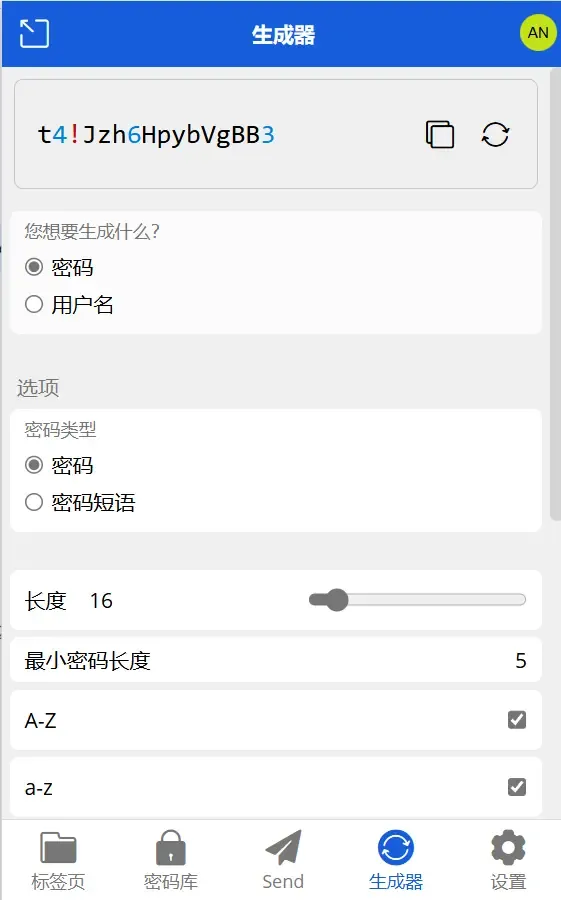 生成器
AN
t4!Jzh6HpybVgBB3
您想要生成什么?
密码
用户名
选项
密码类型
密码
密码短语
长度 16
最小密码长度 5
A-Z
a-z
标签页 密码库 Send 生成器 设置